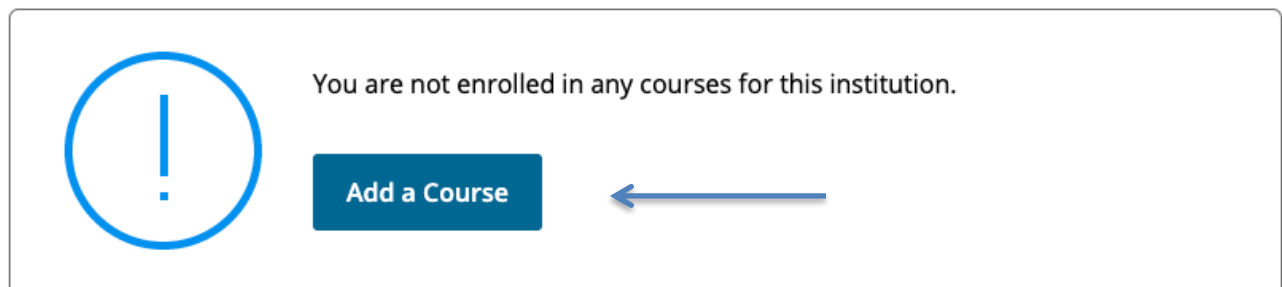 You are not enrolled in any courses for this institution.
Add a Course